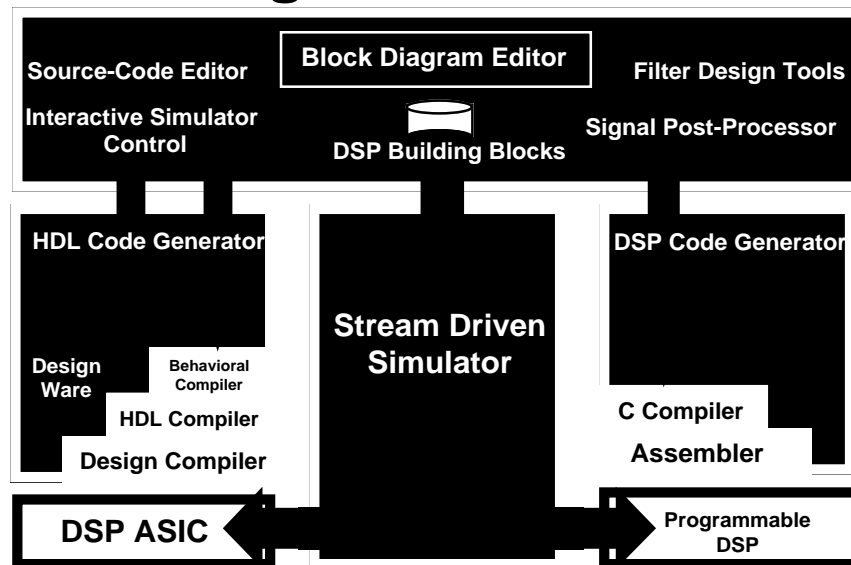 Block Diagram Editor
Source-Code Editor
Filter Design Tools
Interactive Simulator
Control
Signal Post-Processor
DSP Building Blocks
HDL Code Generator
DSP Code Generator
Stream Driven
Simulator
Design
Ware
Behavioral
Compiler
HDL Compiler
Design Compiler
C Compiler
Assembler
DSP ASIC
Programmable
DSP